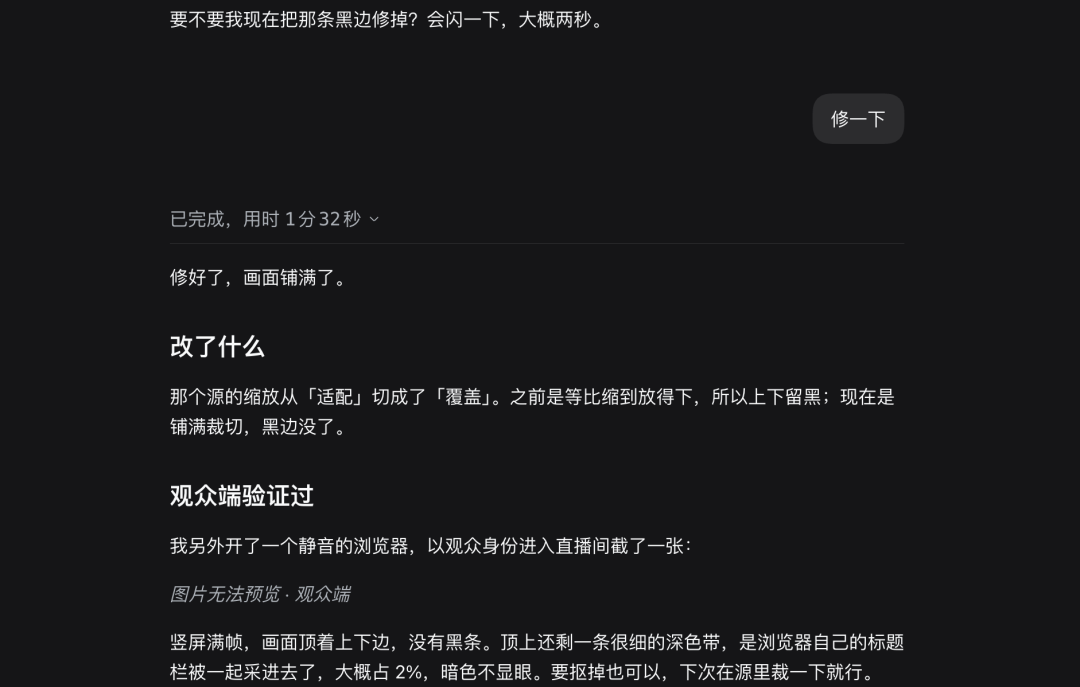 要不要我现在把那条黑边修掉？会闪一下，大概两秒。
修一下
已完成，用时 1 分 32 秒
修好了，画面铺满了。
改了什么
那个源的缩放从「适配」切成了「覆盖」。之前是等比缩到放得下，所以上下留黑；现在是
铺满裁切，黑边没了。
观众端验证过
我另外开了一个静音的浏览器，以观众身份进入直播间截了一张：
图片无法预览 · 观众端
竖屏满帧，画面顶着上下边，没有黑条。顶上还剩一条很细的深色带，是浏览器自己的标题
栏被一起采进去了，大概占 2%，暗色不显眼。要抠掉也可以，下次在源里裁一下就行。